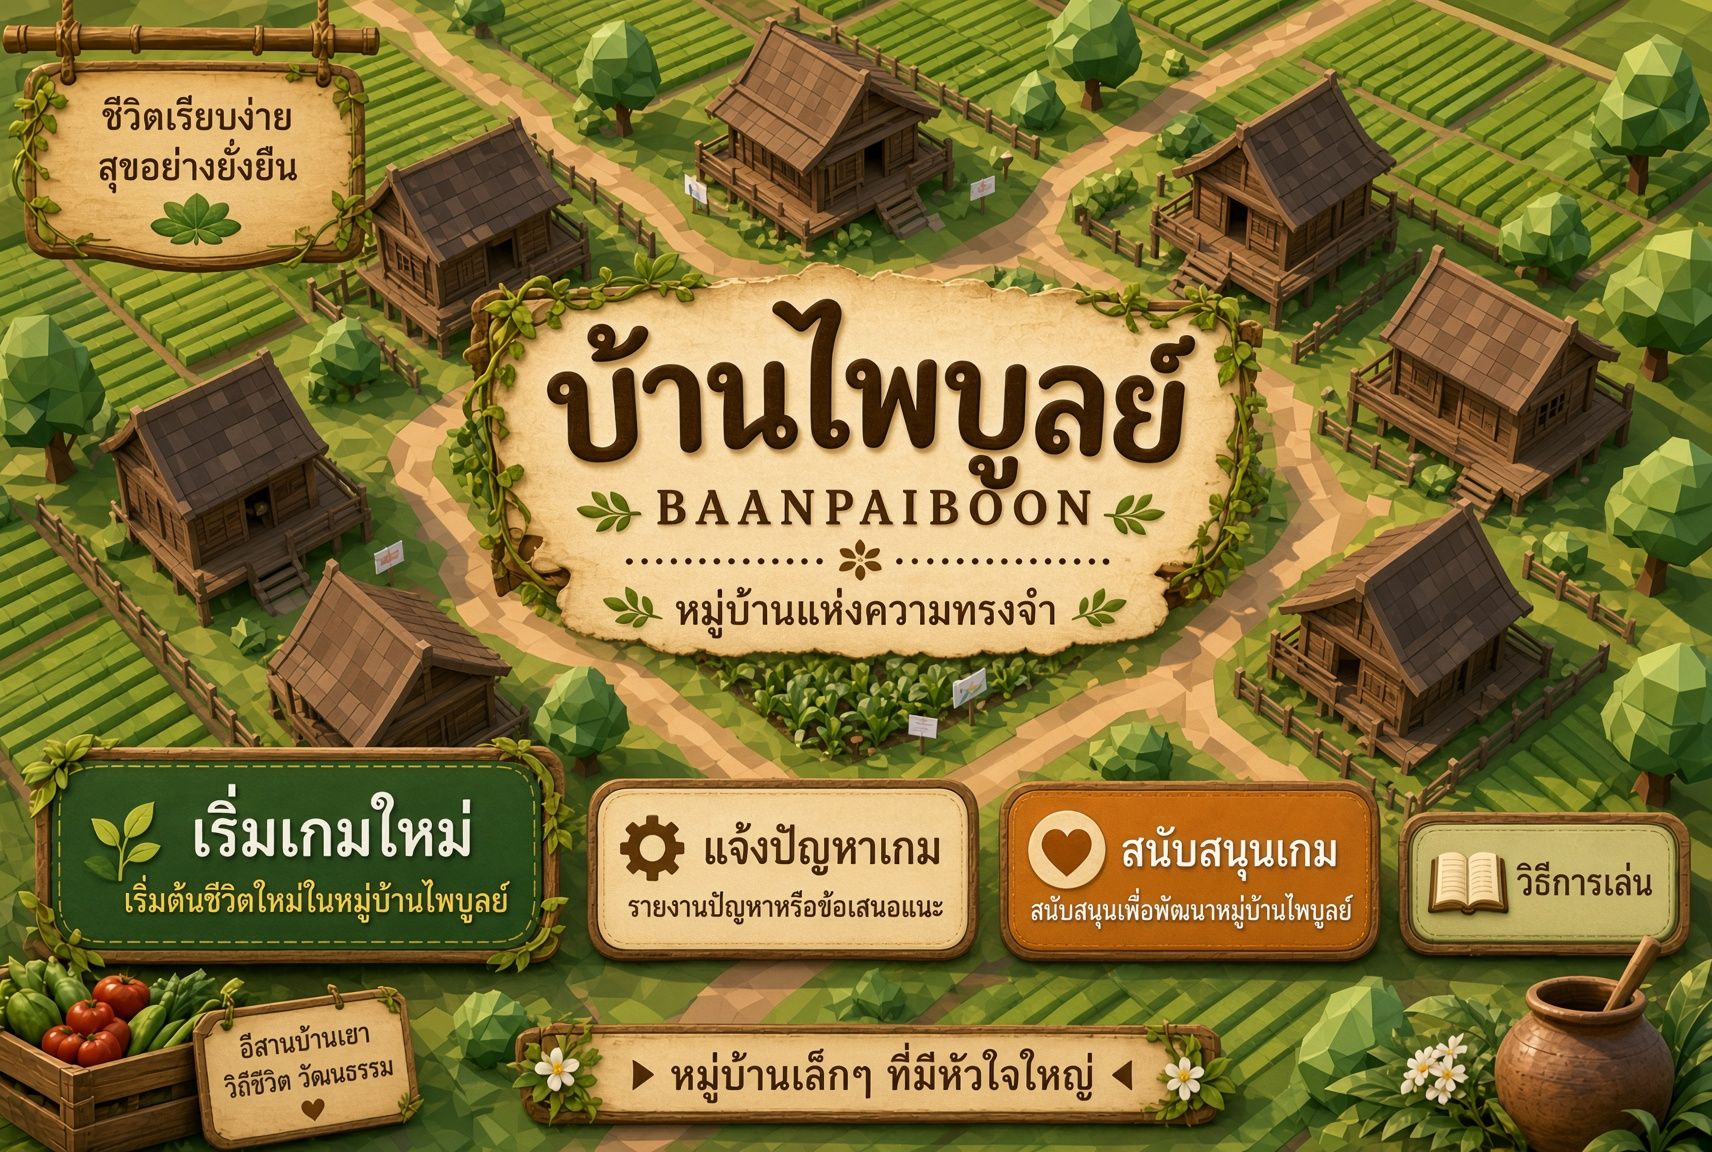 ชีวิตเรียบง่าย
สุขอย่างยั่งยืน
บ้านไพบูลย์
BAANPAIBOON
หมู่บ้านแห่งความทรงจำ
เริ่มเกมใหม่
เริ่มต้นชีวิตใหม่ในหมู่บ้านไพบูลย์
แจ้งปัญหาเกม
รายงานปัญหาหรือข้อเสนอแนะ
สนับสนุนเกม
สนับสนุนเพื่อพัฒนาหมู่บ้านไพบูลย์
วิธีการเล่น
อีสานบ้านเฮา
วิถีชีวิต วัฒนธรรม
หมู่บ้านเล็กๆ ที่มีหัวใจใหญ่